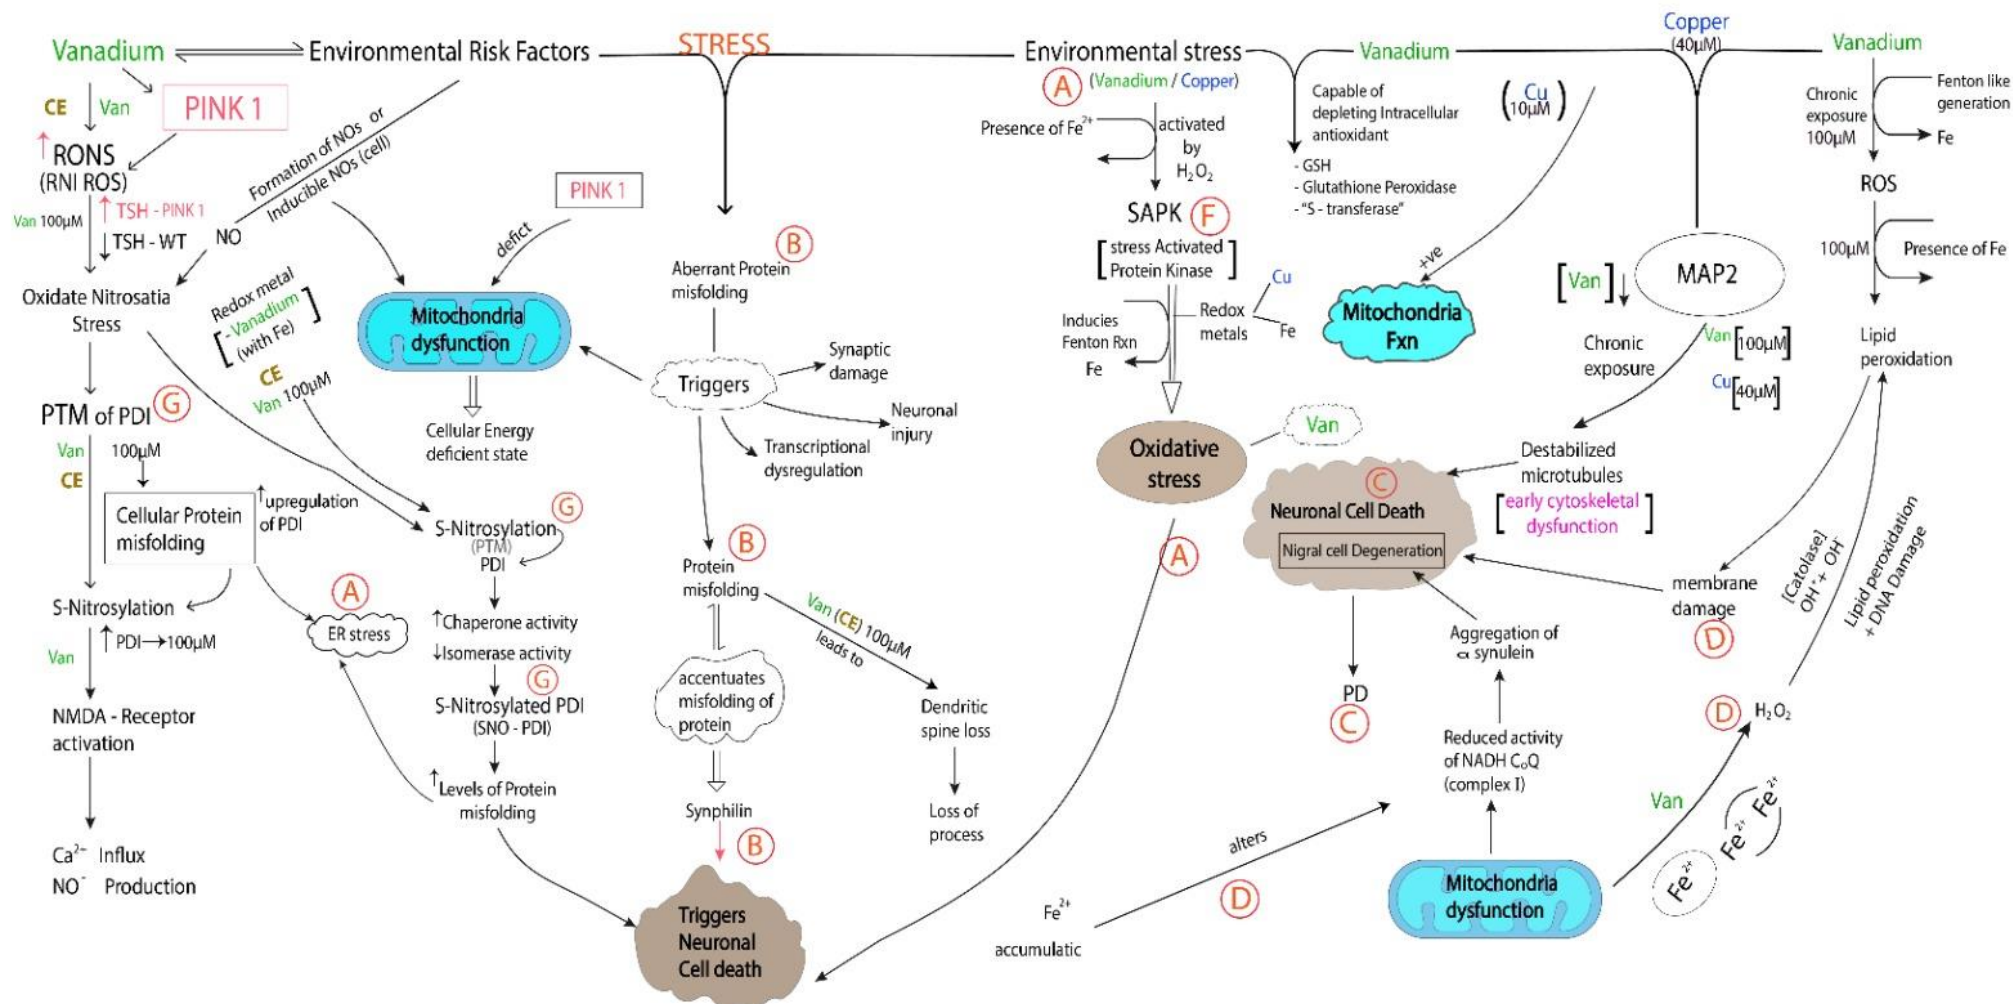 Vanadium
Environmental Risk Factors
STRESS
CE
Van
PINK 1
↑
RONS
(RNI ROS)
Van 100μM
↑ TSH - PINK 1
↓ TSH - WT
Formation of NOs or
Inducible NOs (cell)
NO
Oxidate Nitrosatia
Stress
PTM of PDI
G
Van
100μM
CE
Cellular Protein
misfolding
↑upregulation
of PDI
S-Nitrosylation
↑ PDI→100μM
Van
NMDA - Receptor
activation
Ca²⁻ Influx
NO⁻ Production
A
ER stress
Redox metal
[- Vanadium]
(with Fe)
CE
Van 100μM
PINK 1
defict
Mitochondria
dysfunction
Cellular Energy
deficient state
S-Nitrosylation
G
(PTM)
PDI
↑Chaperone activity
↓Isomerase activity
G
S-Nitrosylated PDI
(SNO - PDI)
↑Levels of Protein
misfolding
B
Aberrant Protein
misfolding
Triggers
Synaptic
damage
Neuronal
injury
Transcriptional
dysregulation
B
Protein
misfolding
Van (CE) 100μM
leads to
accentuates
misfolding of
protein
Dendritic
spine loss
Loss of
process
Synphilin
B
Triggers
Neuronal
Cell death
Environmental stress
A
(Vanadium / Copper)
Presence of Fe²⁺
activated
by
H₂O₂
SAPK
F
[stress Activated
Protein Kinase]
Inducies
Fenton Rxn
Fe
Redox
metals
Cu
Fe
Oxidative
stress
Van
A
Vanadium
Capable of
depleting Intracellular
antioxidant
- GSH
- Glutathione Peroxidase
- "S - transferase"
(Cu
10μM)
+ve
Mitochondria
Fxn
Copper
(40μM)
MAP2
[Van]↓
Chronic
exposure
Van [100μM]
Cu [40μM]
Destabilized
microtubules
[early cytoskeletal
dysfunction]
C
Neuronal Cell Death
Nigral cell Degeneration
PD
C
Aggregation of
α synulein
Reduced activity
of NADH CₒQ
(complex I)
Mitochondria
dysfunction
Fe²⁺
accumulatic
alters
D
Vanadium
Chronic
exposure
100μM
Fenton like
generation
Fe
ROS
100μM
Presence of Fe
Lipid
peroxidation
membrane
damage
D
[Catolase]
OH˙+ OH⁻
Lipid peroxidation
+ DNA Damage
D
H₂O₂
Van
Fe²⁺
Fe²⁺
Fe²⁺